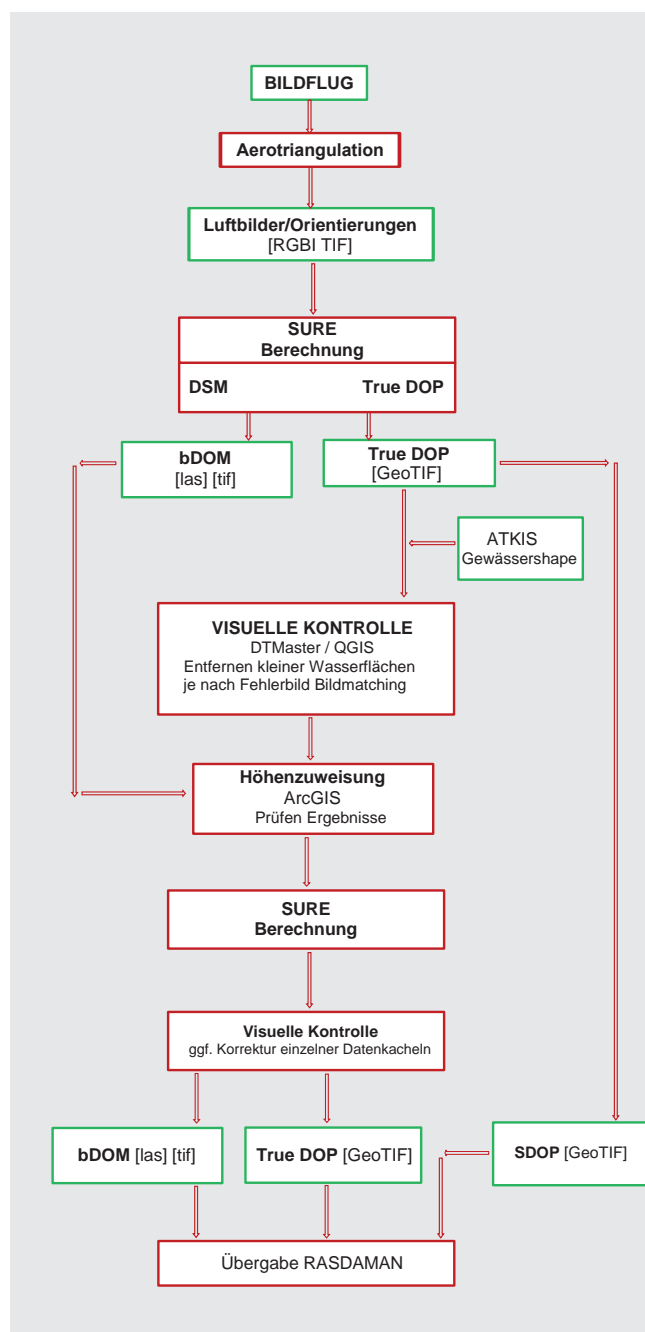 BILDFLUG
Aerotriangulation
Luftbilder/Orientierungen
[RGBI TIF]
SURE
Berechnung
DSM True DOP
bDOM
[las] [tif]
True DOP
[GeoTIF]
ATKIS
Gewässershape
VISUELLE KONTROLLE
DTMaster / QGIS
Entfernen kleiner Wasserflächen
je nach Fehlerbild Bildmatching
Höhenzuweisung
ArcGIS
Prüfen Ergebnisse
SURE
Berechnung
Visuelle Kontrolle
ggf. Korrektur einzelner Datenkacheln
bDOM [las] [tif]
True DOP [GeoTIF]
SDOP [GeoTIF]
Übergabe RASDAMAN